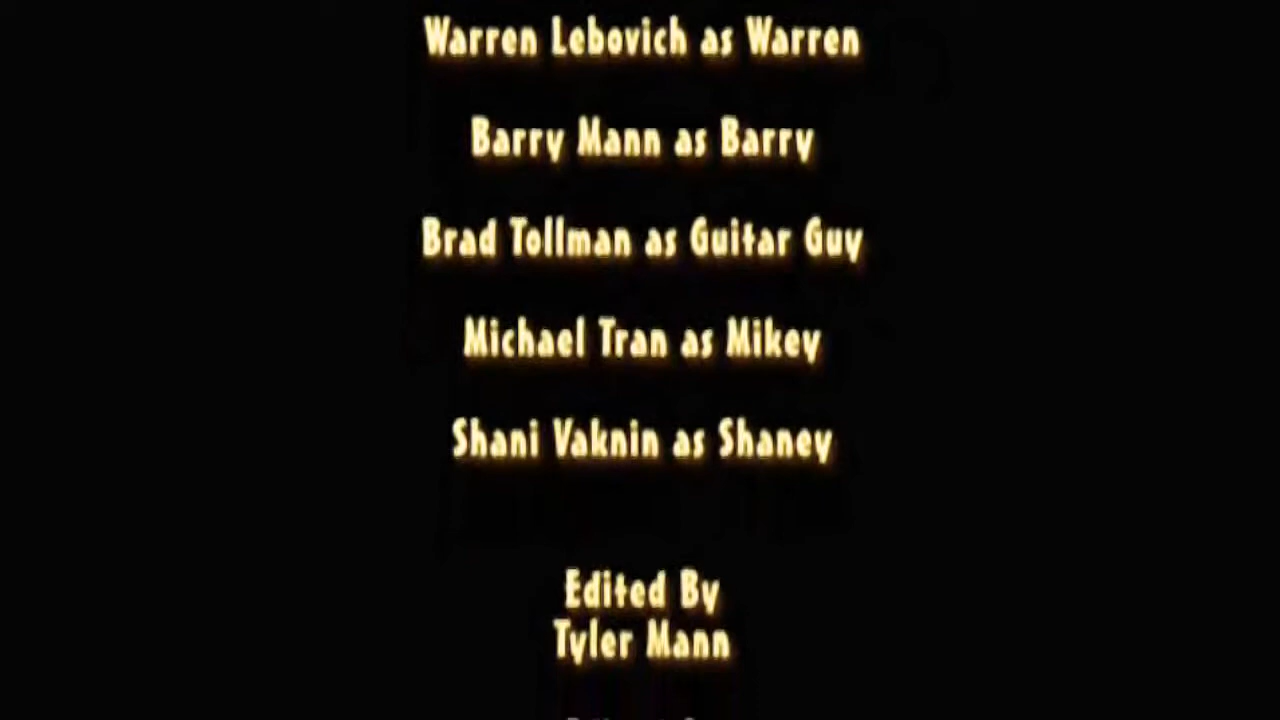 Warren Lebovich as Warren
Barry Mann as Barry
Brad Tollman as Guitar Guy
Michael Tran as Mikey
Shani Vaknin as Shaney
Edited By
Tyler Mann